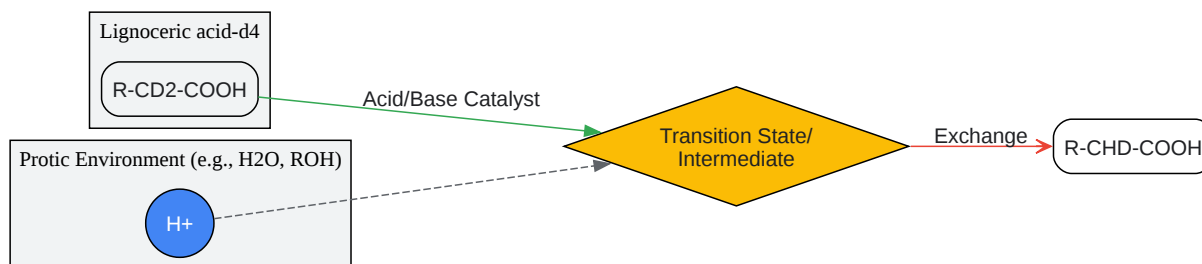 Lignoceric acid-d4
R-CD2-COOH
Acid/Base Catalyst
Protic Environment (e.g., H2O, ROH)
H+
Transition State/
Intermediate
Exchange
R-CHD-COOH